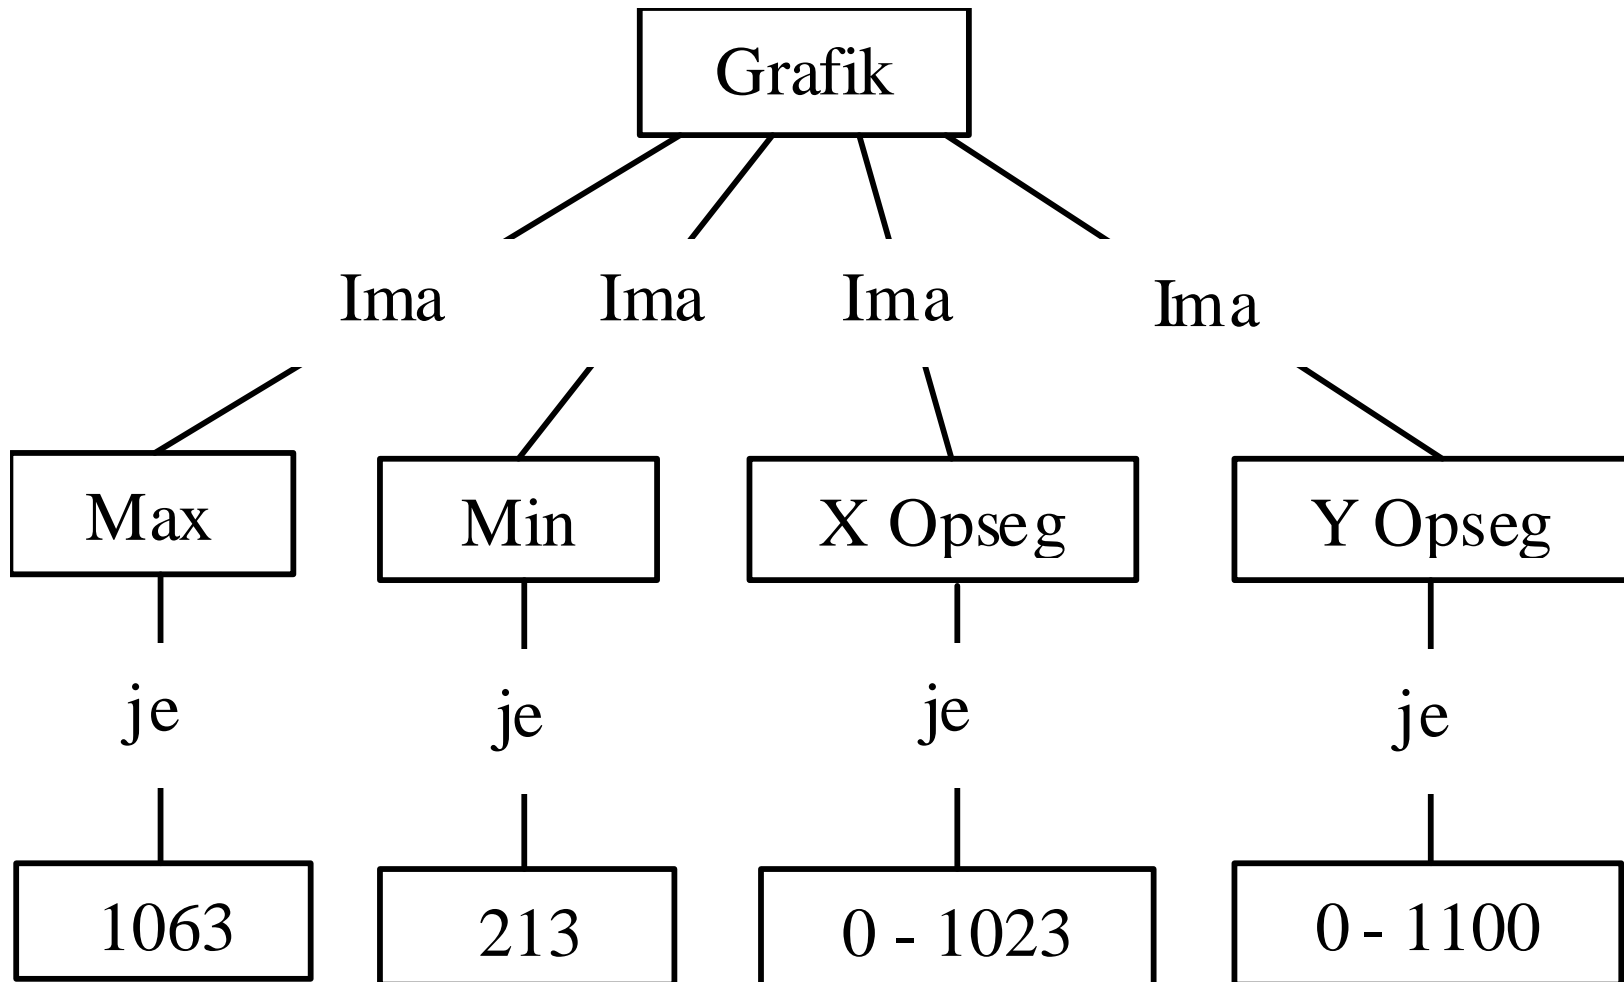 Grafik
Ima Ima Ima Ima
Max Min X Opseg Y Opseg
je je je je
1063 213 0 - 1023 0 - 1100